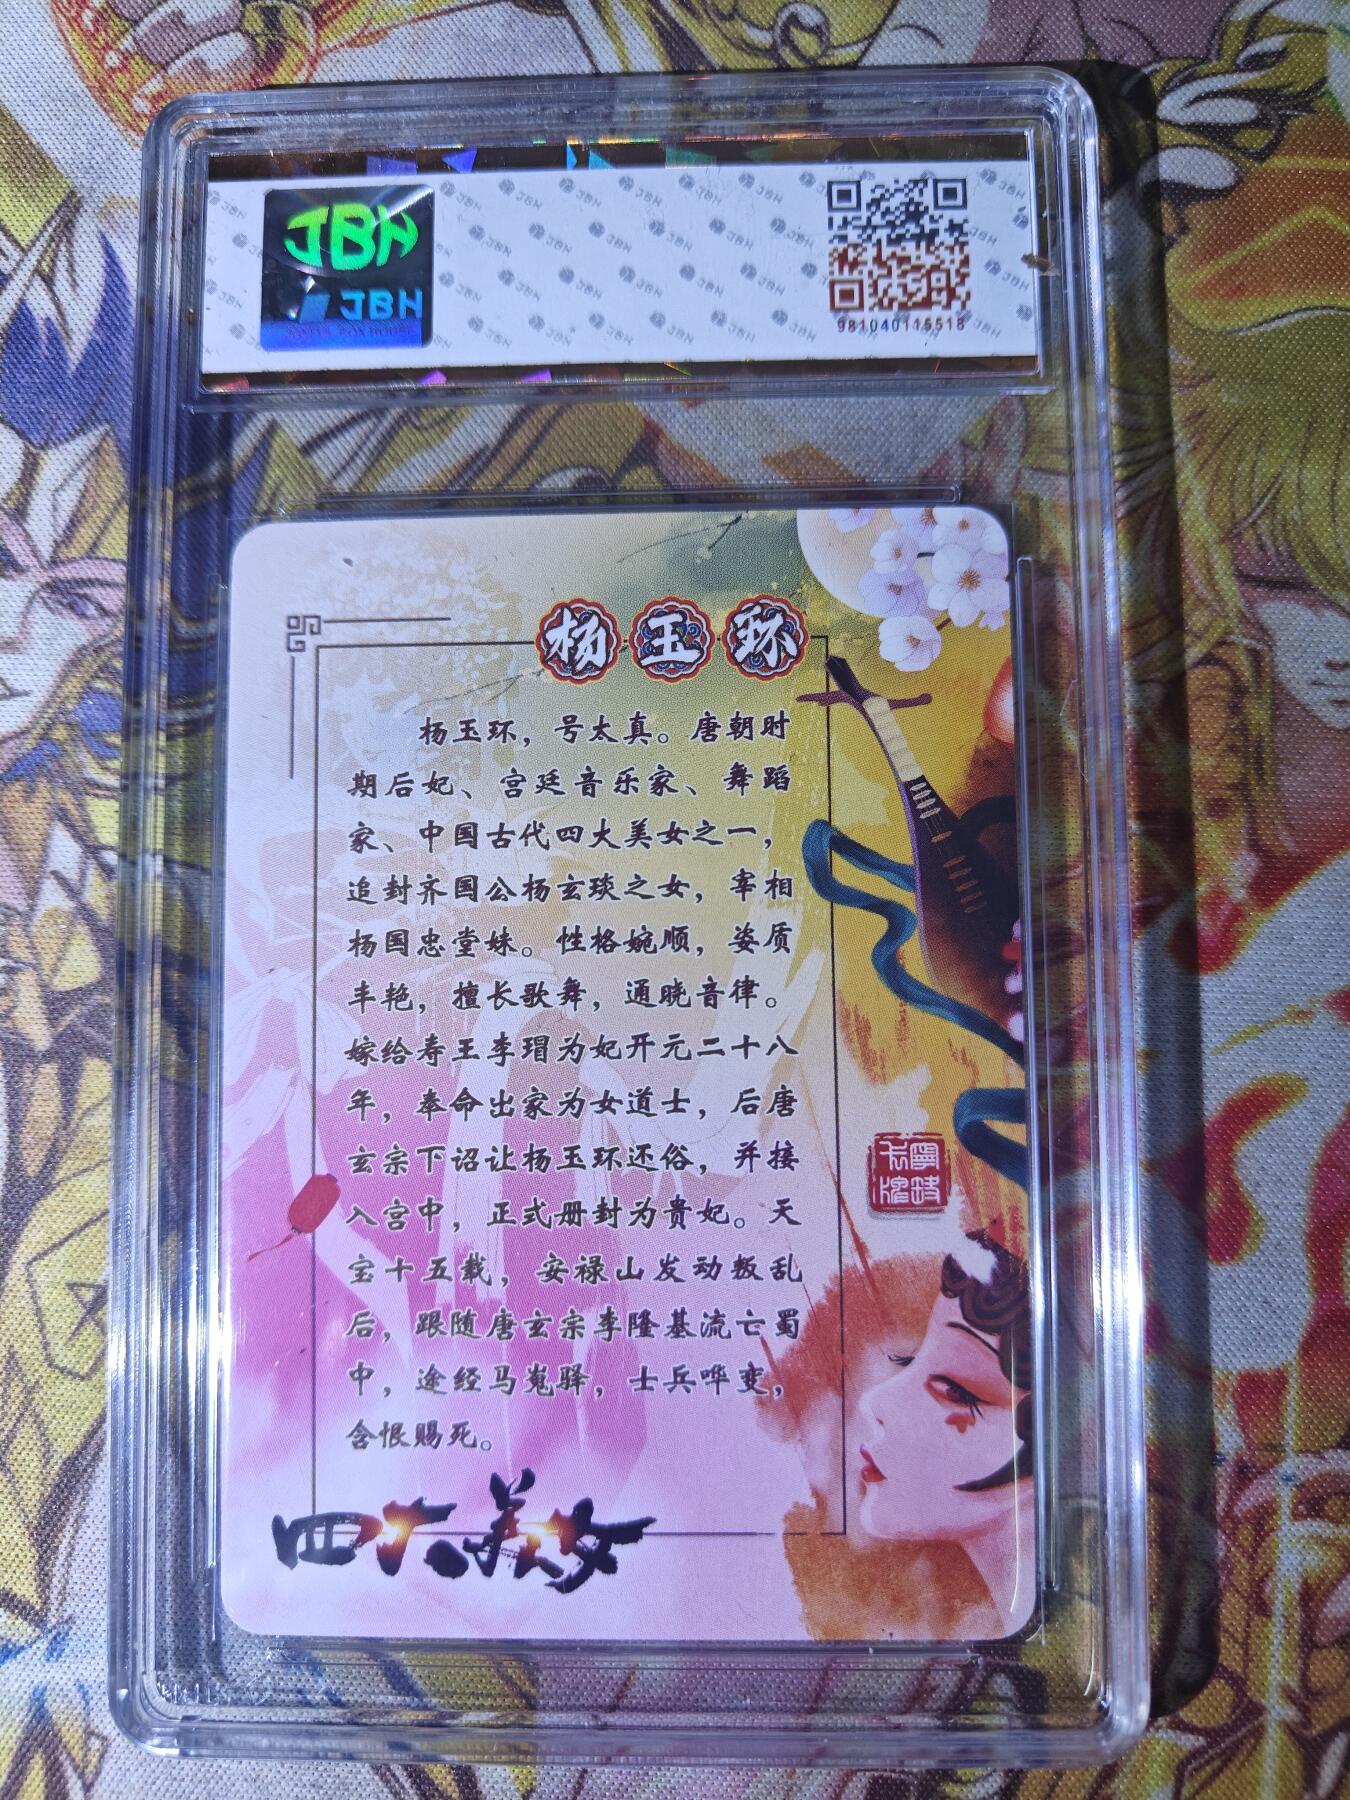 JBH
JBH
981040115518
杨玉环
杨玉环，号太真。唐朝时
期后妃、宫廷音乐家、舞蹈
家、中国古代四大美女之一，
追封齐国公杨玄琰之女，宰相
杨国忠堂妹。性格婉顺，姿质
丰艳，擅长歌舞，通晓音律。
嫁给寿王李瑁为妃开元二十八
年，奉命出家为女道士，后唐
玄宗下诏让杨玉环还俗，并接
入宫中，正式册封为贵妃。天
宝十五载，安禄山发动叛乱
后，跟随唐玄宗李隆基流亡蜀
中，途经马嵬驿，士兵哗变，
含恨赐死。
四大美女